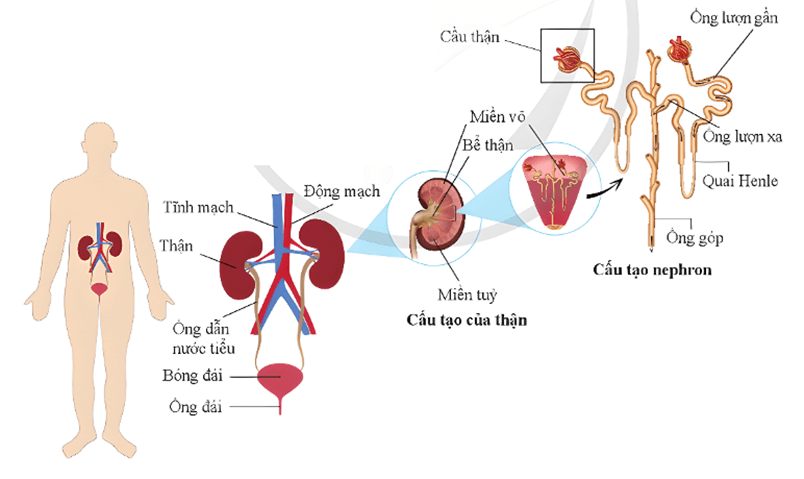 Ống lượn gần
Cầu thận
Miền vỏ
Bể thận
Ống lượn xa
Quai Henle
Động mạch
Tĩnh mạch
Thận
Ống góp
Cấu tạo nephron
Miền tuỷ
Cấu tạo của thận
Ống dẫn
nước tiểu
Bóng đái
Ống đái